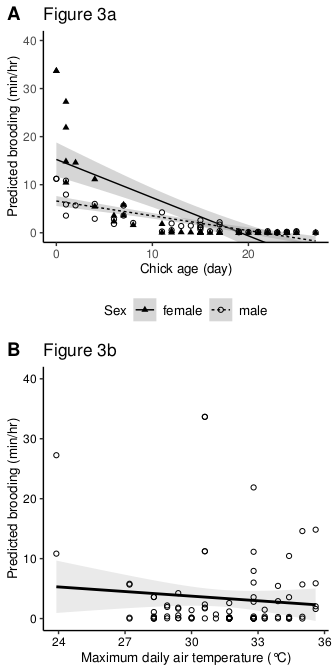 A Figure 3a
40
30
20
10
0
Predicted brooding (min/hr)
0 10 20
Chick age (day)
Sex female male
B Figure 3b
40
30
20
10
0
Predicted brooding (min/hr)
24 27 30 33 36
Maximum daily air temperature (°C)